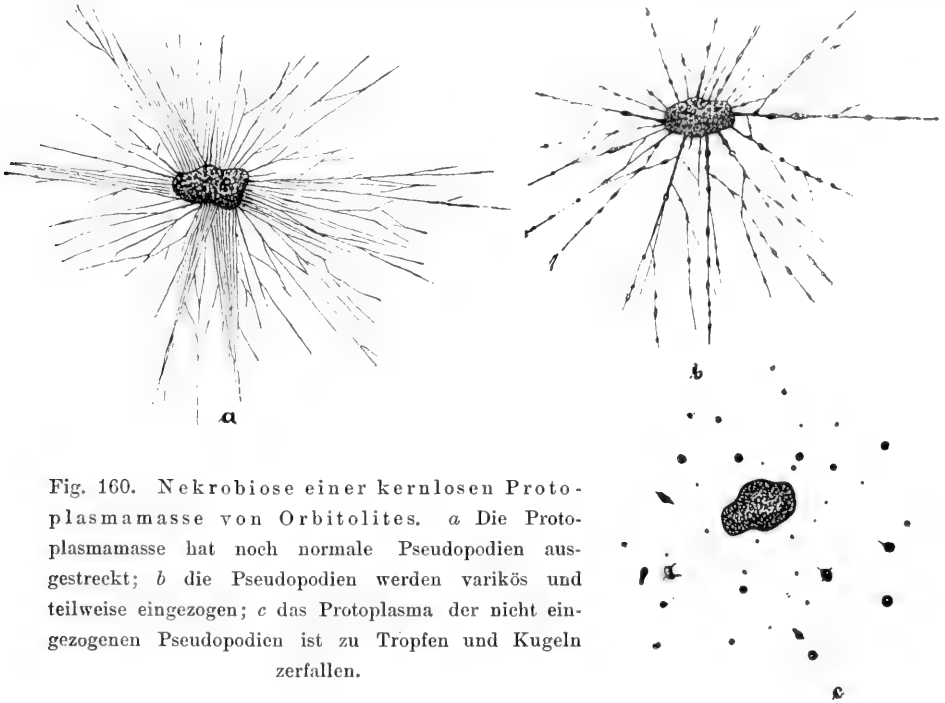 a
b
c
Fig. 160. Nekrobiose einer kernlosen Proto-
plasmamasse von Orbitolites. a Die Proto-
plasmamasse hat noch normale Pseudopodien aus-
gestreckt; b die Pseudopodien werden varikös und
teilweise eingezogen; c das Protoplasma der nicht ein-
gezogenen Pseudopodien ist zu Tropfen und Kugeln
zerfallen.